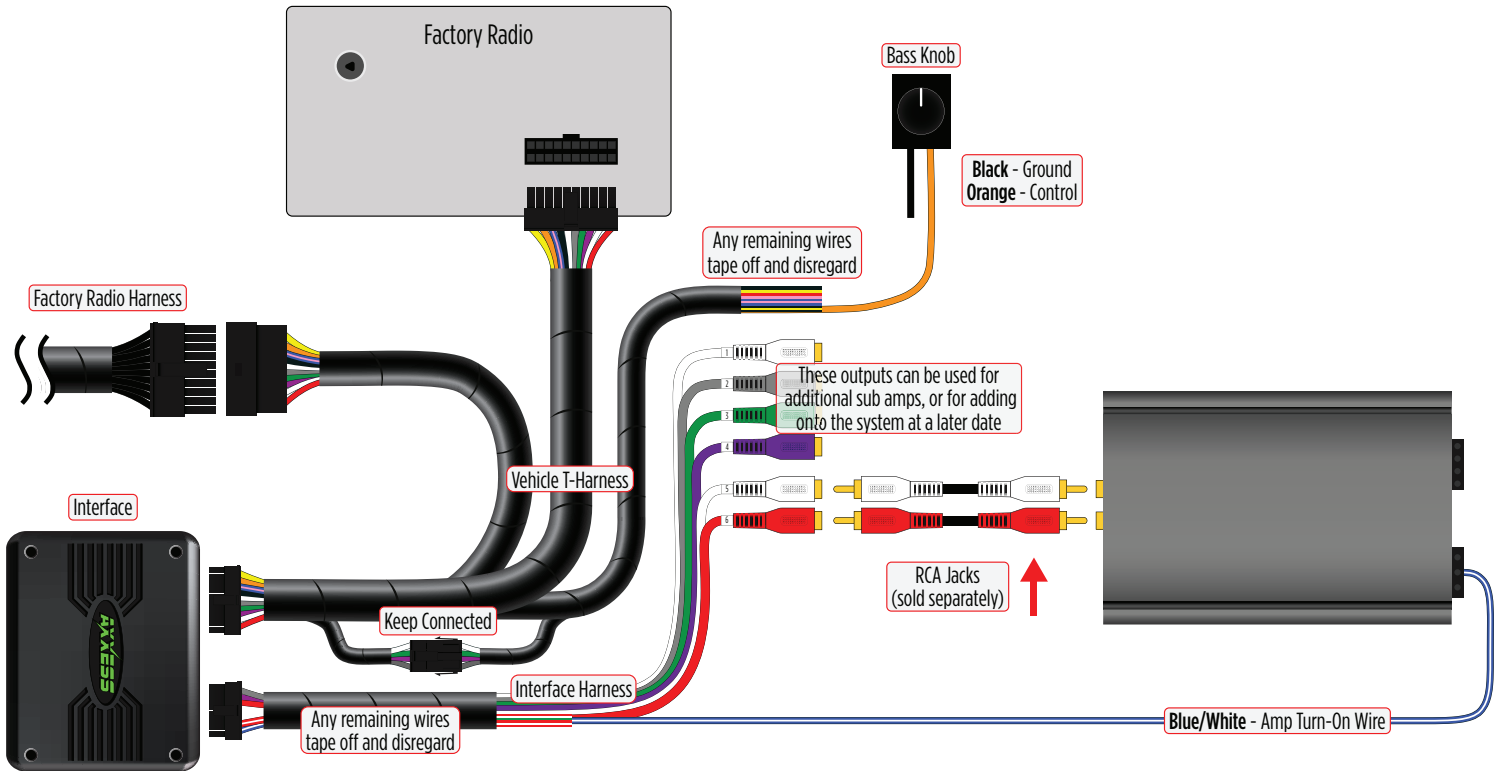 Factory Radio
Bass Knob
Black - Ground
Orange - Control
Any remaining wires
tape off and disregard
Factory Radio Harness
1
2
3
4
5
6
These outputs can be used for
additional sub amps, or for adding
onto the system at a later date
Vehicle T-Harness
Interface
AXXESS
Keep Connected
RCA Jacks
(sold separately)
Interface Harness
Any remaining wires
tape off and disregard
Blue/White - Amp Turn-On Wire